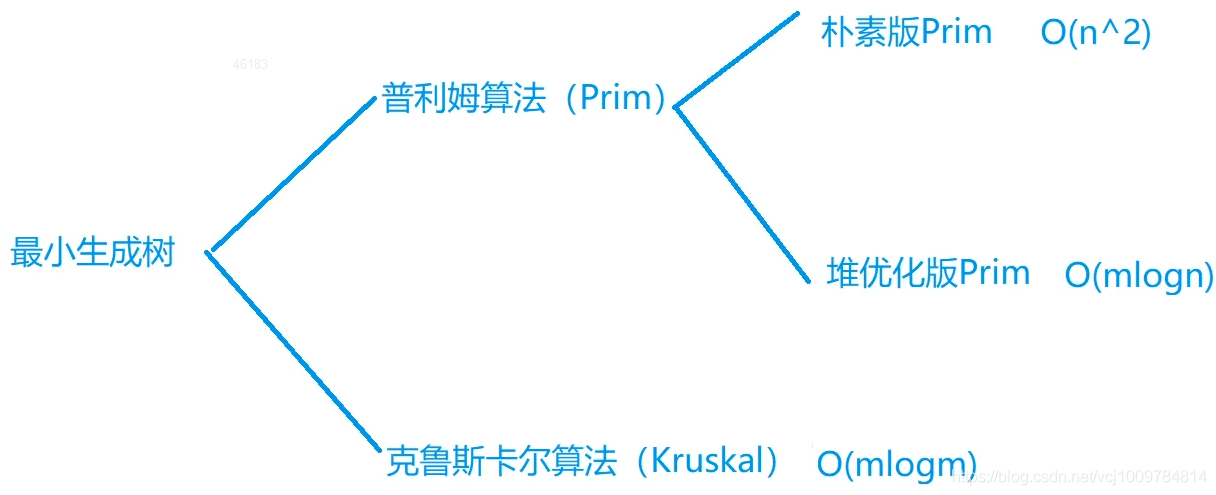 朴素版Prim O(n^2)
46183
普利姆算法（Prim）
最小生成树
堆优化版Prim O(mlogn)
克鲁斯卡尔算法（Kruskal） O(mlogm)
https://blog.csdn.net/vcj1009784814